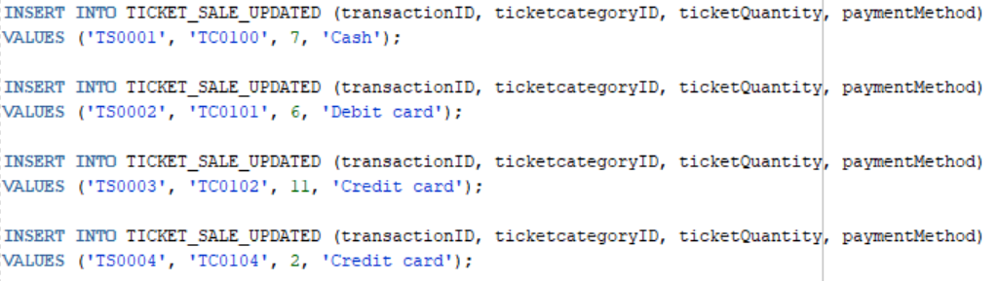 INSERT INTO TICKET_SALE_UPDATED (transactionID, ticketcategoryID, ticketQuantity, paymentMethod)
VALUES ('TS0001', 'TC0100', 7, 'Cash');
INSERT INTO TICKET_SALE_UPDATED (transactionID, ticketcategoryID, ticketQuantity, paymentMethod)
VALUES ('TS0002', 'TC0101', 6, 'Debit card');
INSERT INTO TICKET_SALE_UPDATED (transactionID, ticketcategoryID, ticketQuantity, paymentMethod)
VALUES ('TS0003', 'TC0102', 11, 'Credit card');
INSERT INTO TICKET_SALE_UPDATED (transactionID, ticketcategoryID, ticketQuantity, paymentMethod)
VALUES ('TS0004', 'TC0104', 2, 'Credit card');